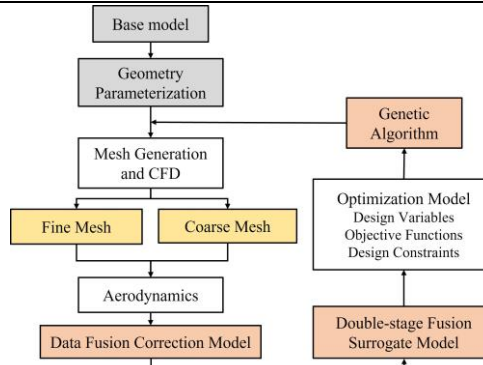 Base model
Geometry
Parameterization
Mesh Generation
and CFD
Fine Mesh
Coarse Mesh
Aerodynamics
Data Fusion Correction Model
Genetic
Algorithm
Optimization Model
Design Variables
Objective Functions
Design Constraints
Double-stage Fusion
Surrogate Model